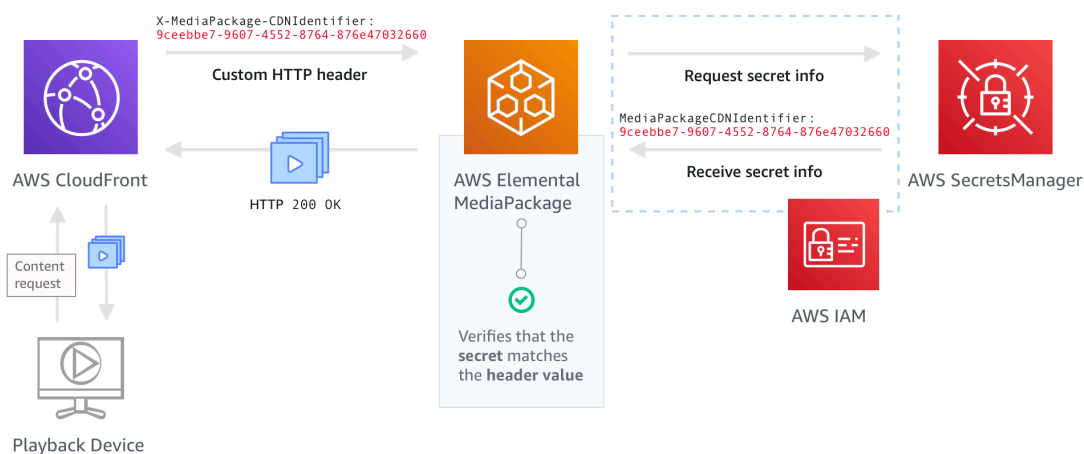 X-MediaPackage-CDNIdentifier:
9ceebbe7-9607-4552-8764-876e47032660
Custom HTTP header
Request secret info
MediaPackageCDNIdentifier:
9ceebbe7-9607-4552-8764-876e47032660
Receive secret info
AWS CloudFront
HTTP 200 OK
AWS Elemental
MediaPackage
AWS SecretsManager
Content
request
AWS IAM
Verifies that the
secret matches
the header value
Playback Device